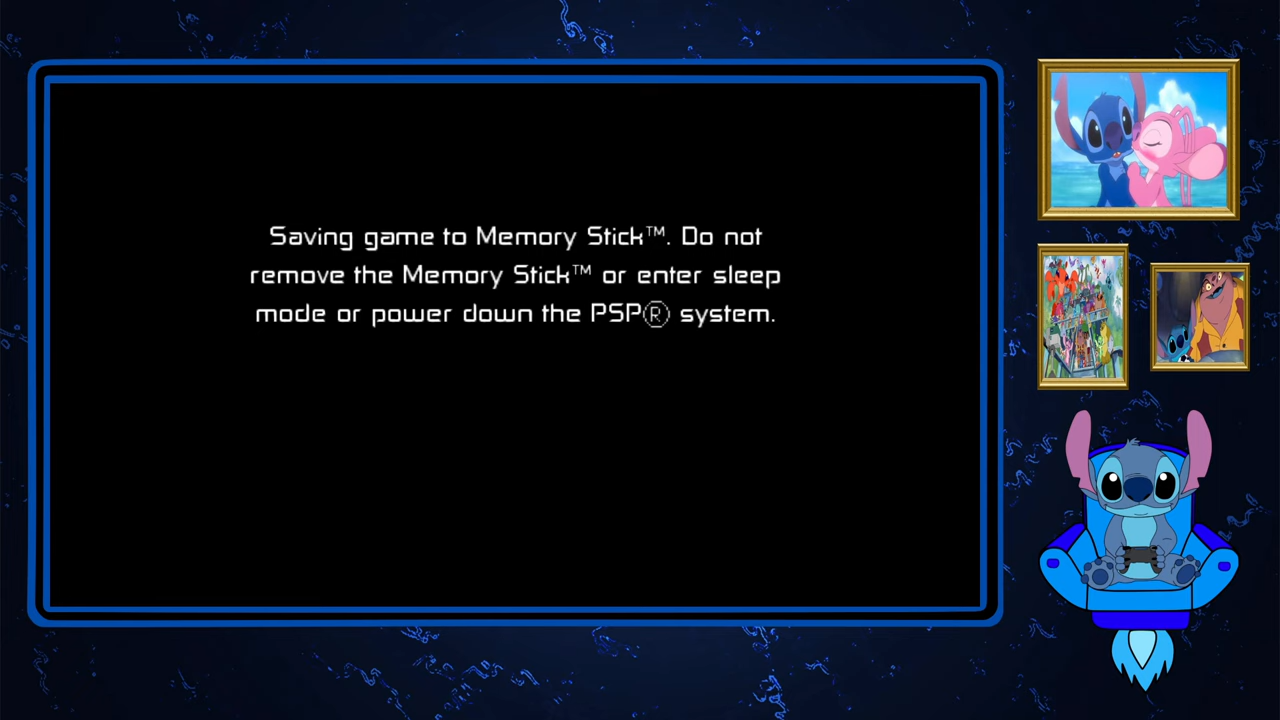 Saving game to Memory Stick™. Do not
remove the Memory Stick™ or enter sleep
mode or power down the PSP® system.